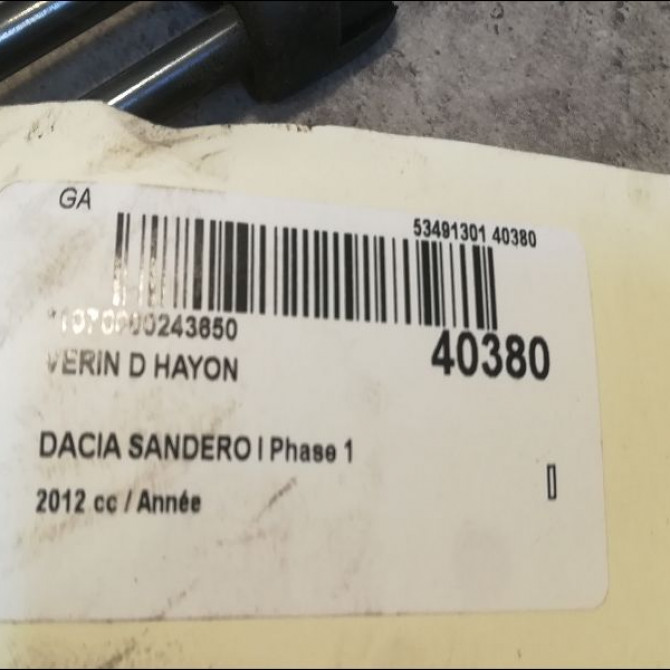 GA
53491301 40380
VERIN D HAYON
40380
DACIA SANDERO I Phase 1
2012 cc / Année